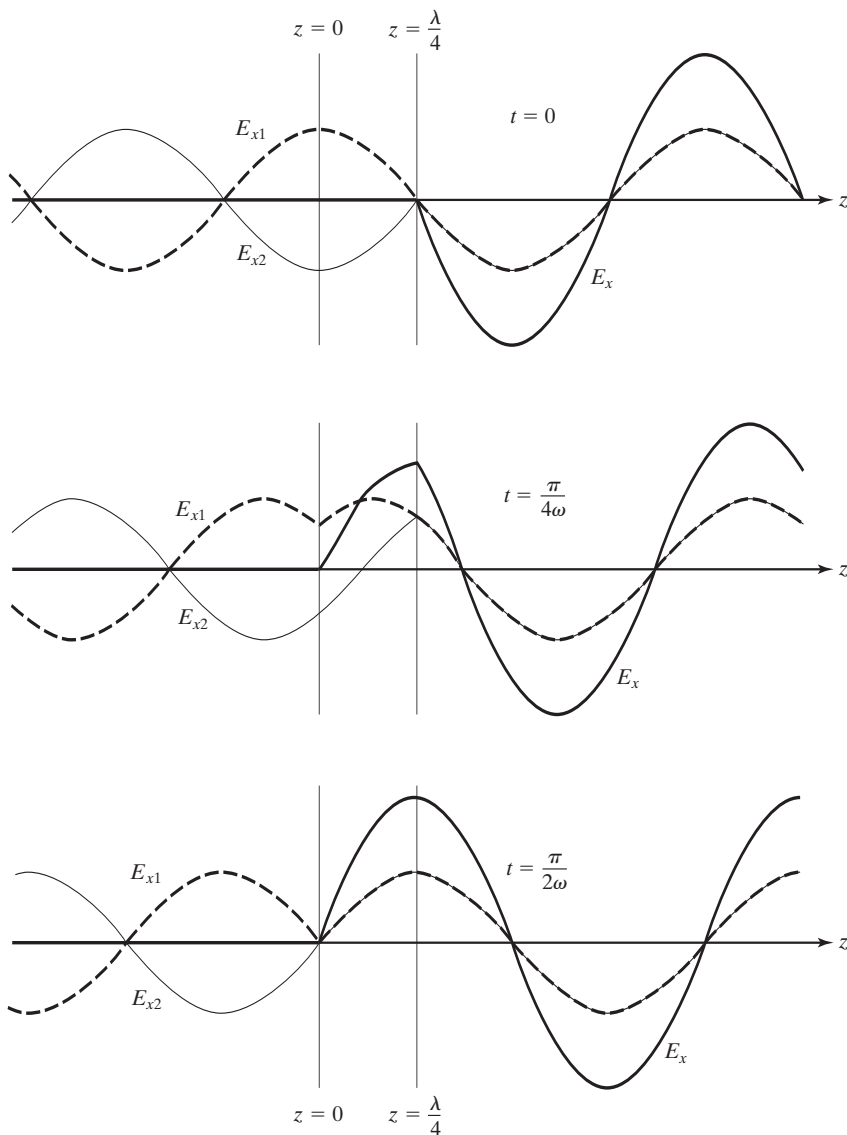 z = 0
z = λ/4
E_x1
t = 0
z
E_x2
E_x
E_x1
t = π/4ω
z
E_x2
E_x
E_x1
t = π/2ω
z
E_x2
E_x
z = 0
z = λ/4